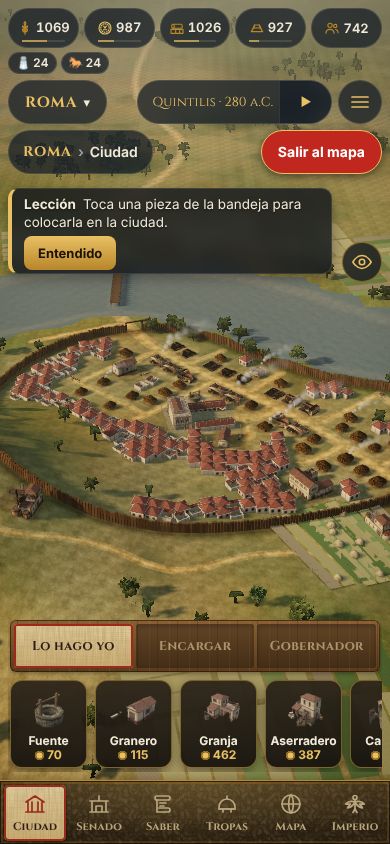 1069 987 1026 927 742
24 24
ROMA ▾ QUINTILIS · 280 A.C.
ROMA › Ciudad Salir al mapa
Lección Toca una pieza de la bandeja para
colocarla en la ciudad.
Entendido
LO HAGO YO ENCARGAR GOBERNADOR
Fuente Granero Granja Aserradero Ca
70 115 462 387
CIUDAD SENADO SABER TROPAS MAPA IMPERIO